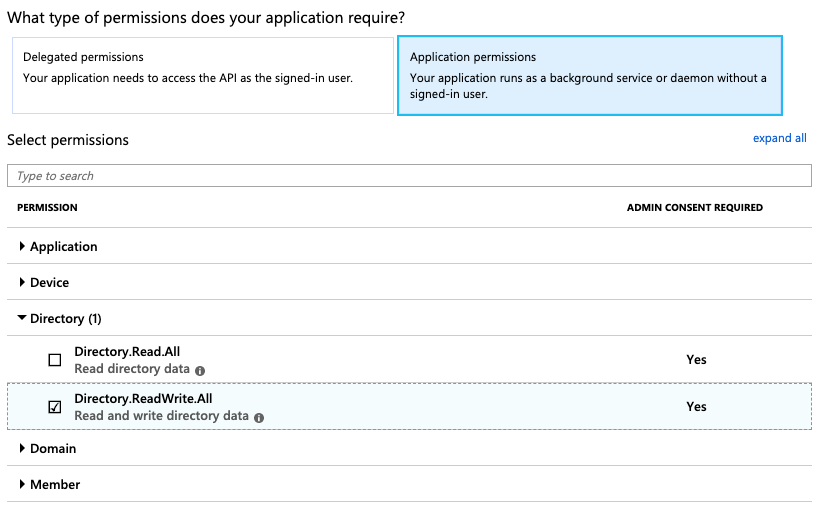 What type of permissions does your application require?
Delegated permissions
Your application needs to access the API as the signed-in user.
Application permissions
Your application runs as a background service or daemon without a
signed-in user.
Select permissions
expand all
Type to search
PERMISSION
ADMIN CONSENT REQUIRED
Application
Device
Directory (1)
Directory.Read.All
Read directory data
Yes
Directory.ReadWrite.All
Read and write directory data
Yes
Domain
Member